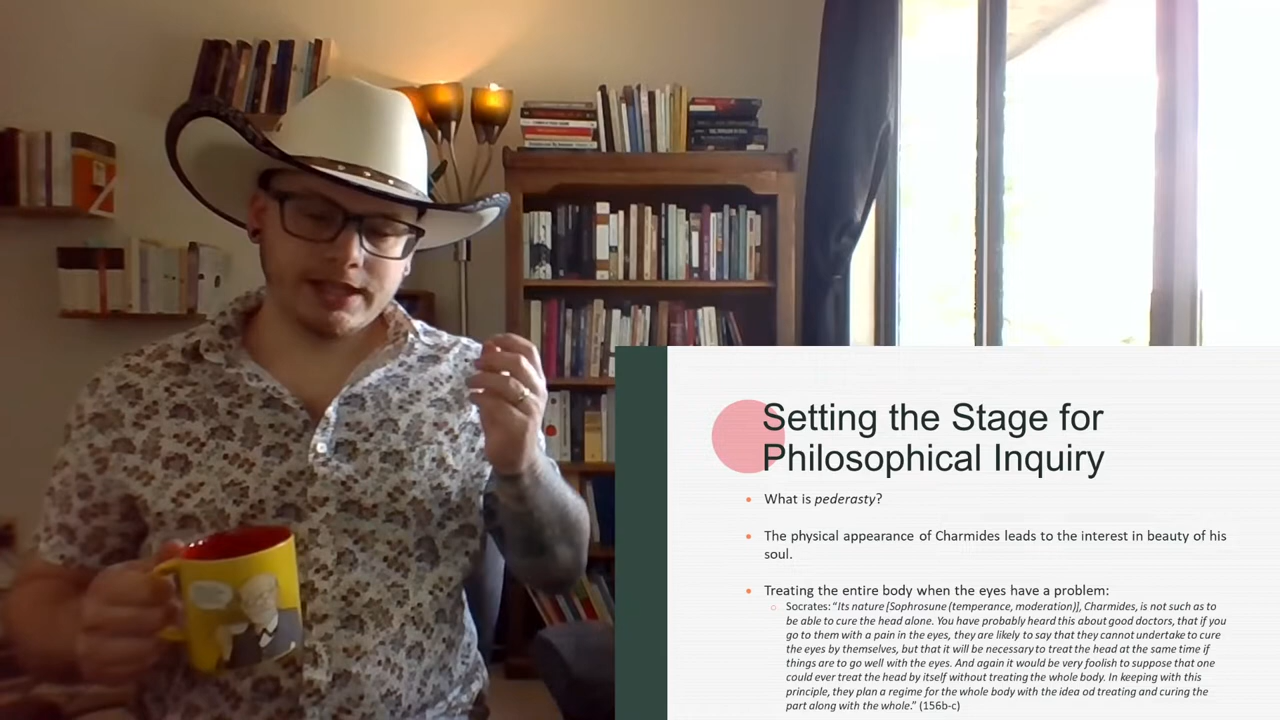 Setting the Stage for
Philosophical Inquiry
• What is pederasty?
• The physical appearance of Charmides leads to the interest in beauty of his
soul.
• Treating the entire body when the eyes have a problem:
○ Socrates: “Its nature [Sophrosune (temperance, moderation)], Charmides, is not such as to
be able to cure the head alone. You have probably heard this about good doctors, that if you
go to them with a pain in the eyes, they are likely to say that they cannot undertake to cure
the eyes by themselves, but that it will be necessary to treat the head at the same time if
things are to go well with the eyes. And again it would be very foolish to suppose that one
could ever treat the head by itself without treating the whole body. In keeping with this
principle, they plan a regime for the whole body with the idea od treating and curing the
part along with the whole.” (156b-c)